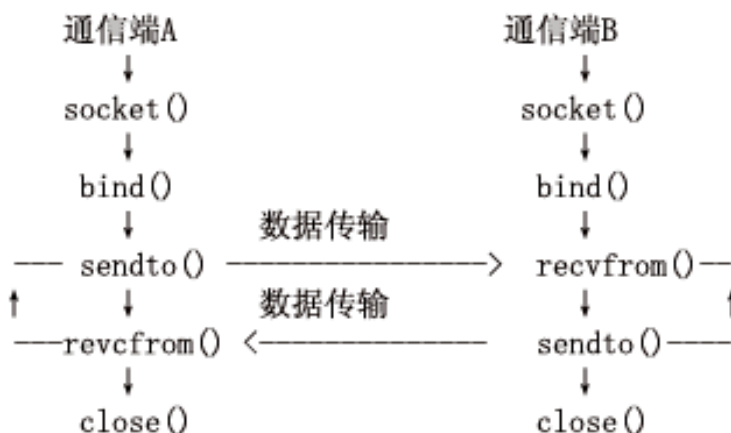 通信端A 通信端B
socket() socket()
bind() bind()
数据传输
sendto() recvfrom()
数据传输
revcfrom() sendto()
close() close()